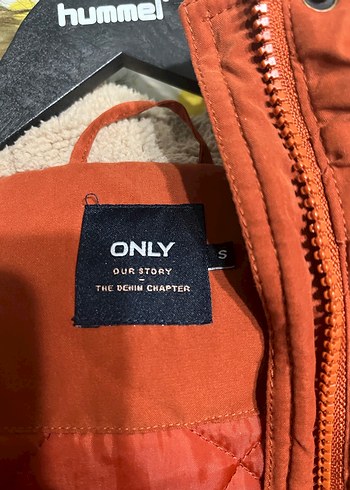 hummel
ONLY
S
OUR STORY
–
THE DENIM CHAPTER